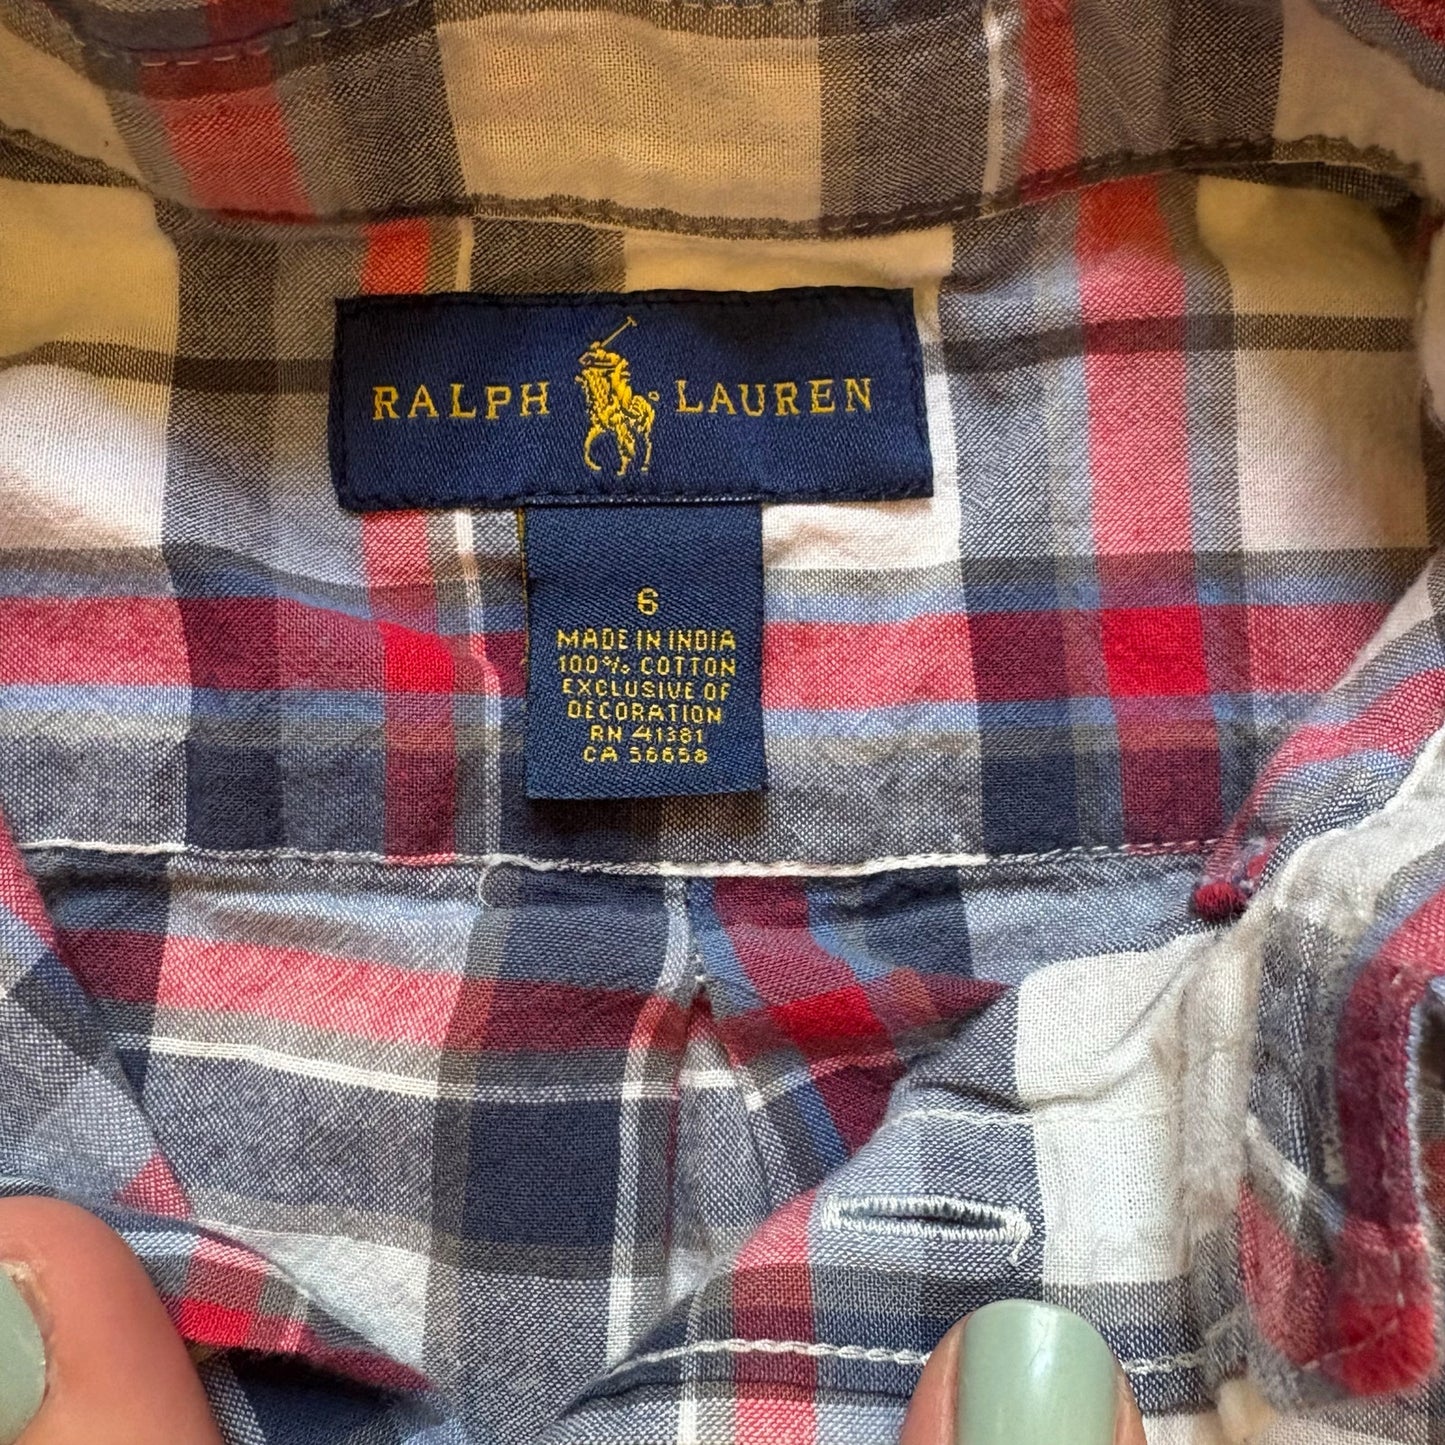 RALPH LAUREN
6
MADE IN INDIA
100% COTTON
EXCLUSIVE OF
DECORATION
RN 41381
CA 56658